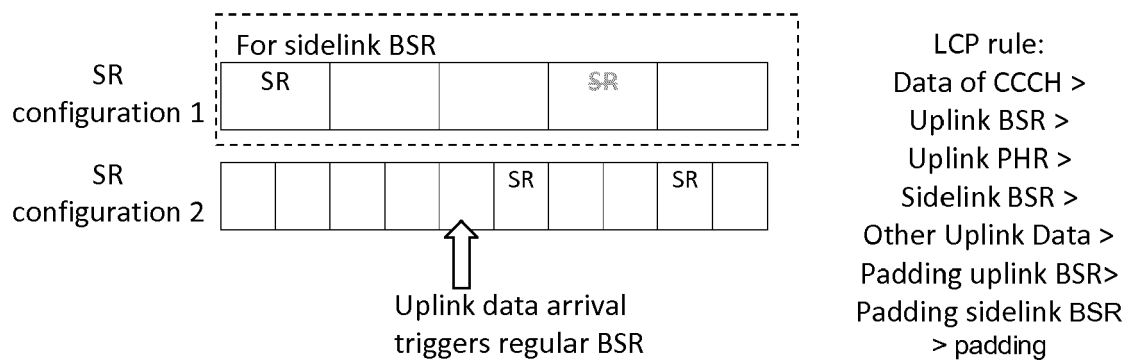 For sidelink BSR
SR
configuration 1
SR
SR
SR
configuration 2
SR
SR
Uplink data arrival
triggers regular BSR
LCP rule:
Data of CCCH >
Uplink BSR >
Uplink PHR >
Sidelink BSR >
Other Uplink Data >
Padding uplink BSR>
Padding sidelink BSR
> padding